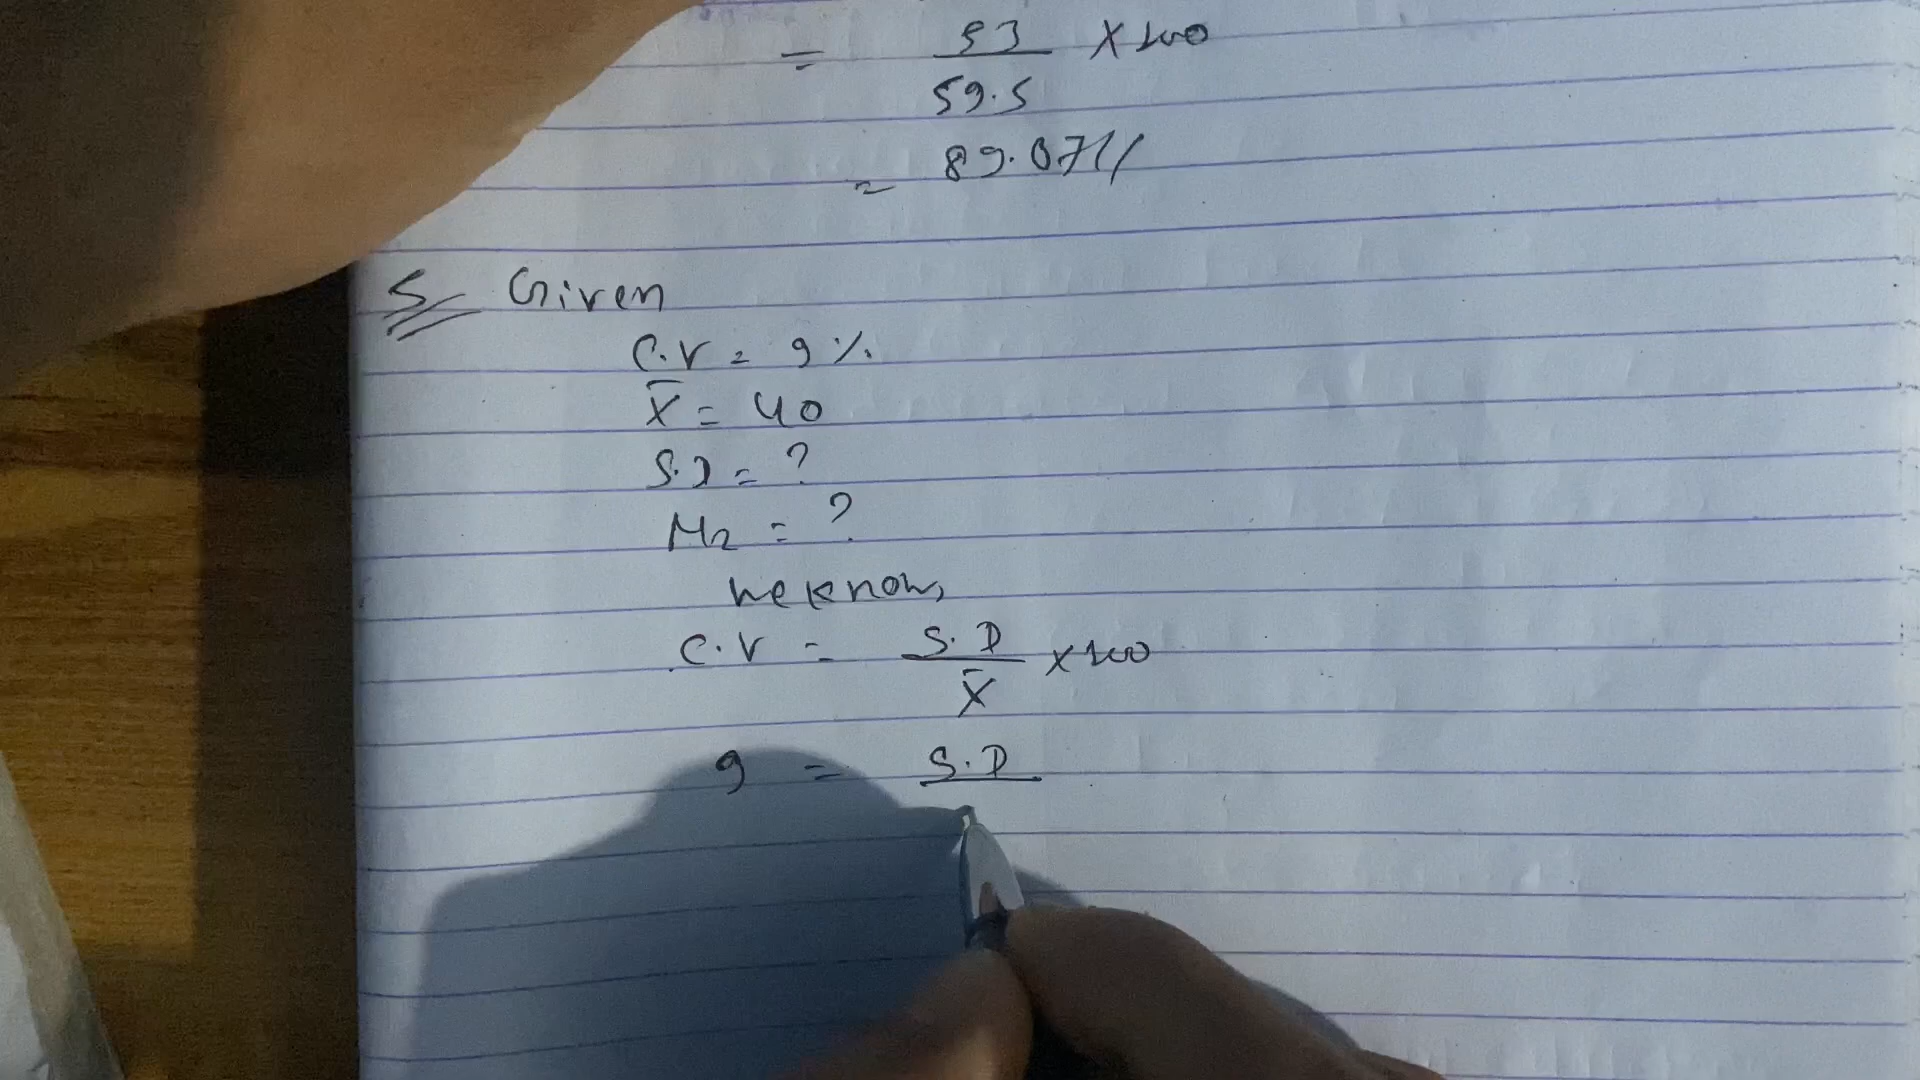 = 53 × 100
59.5
= 89.07%
5 Given
C.V = 9%
X̄ = 40
S.D = ?
M2 = ?
we know,
C.V = S.D × 100
X̄
9 = S.D